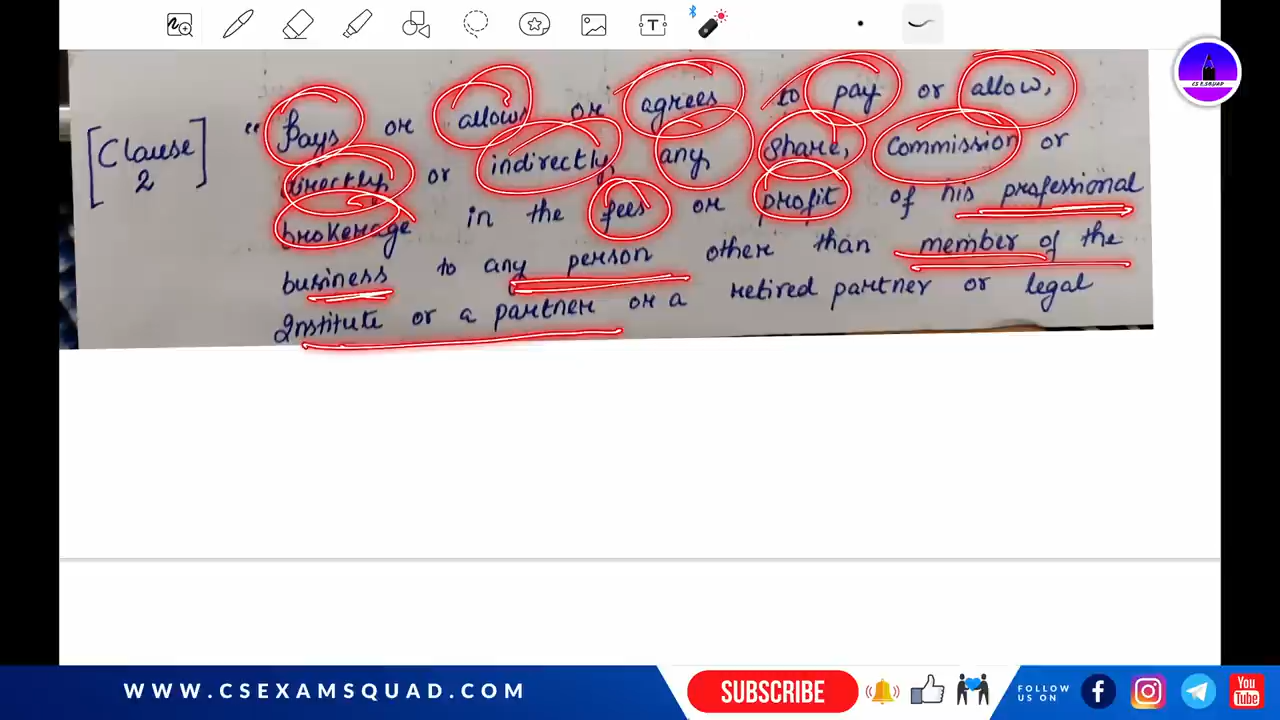 CS EXSQUAD
[Clause 2]
“ Pays or allows or agrees to pay or allow,
directly or indirectly, any share, Commission or
brokerage in the fees or profit of his professional
business to any person other than member of the
Institute or a partner or a retired partner or legal
WWW.CSEXAMSQUAD.COM
SUBSCRIBE
FOLLOW
US ON
You
Tube